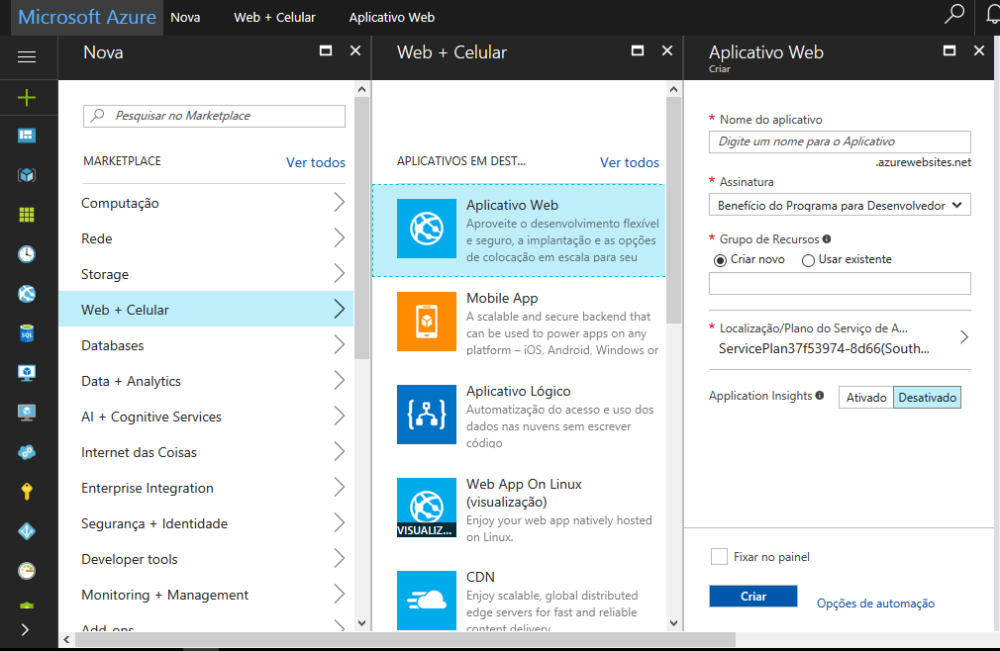 Microsoft Azure Nova Web + Celular Aplicativo Web
Nova
Pesquisar no Marketplace
MARKETPLACE Ver todos
Computação
Rede
Storage
Web + Celular
Databases
Data + Analytics
AI + Cognitive Services
Internet das Coisas
Enterprise Integration
Segurança + Identidade
Developer tools
Monitoring + Management
Add-ons
Web + Celular
APLICATIVOS EM DEST... Ver todos
Aplicativo Web
Aproveite o desenvolvimento flexível
e seguro, a implantação e as opções
de colocação em escala para seu
Mobile App
A scalable and secure backend that
can be used to power apps on any
platform – iOS, Android, Windows or
Aplicativo Lógico
Automatização do acesso e uso dos
dados nas nuvens sem escrever
código
Web App On Linux
(visualização)
Enjoy your web app natively hosted
on Linux.
VISUALIZ...
CDN
Enjoy scalable, global distributed
edge servers for fast and reliable
content delivery
SQL
Aplicativo Web
Criar
* Nome do aplicativo
Digite um nome para o Aplicativo
.azurewebsites.net
* Assinatura
Benefício do Programa para Desenvolvedor
* Grupo de Recursos
Criar novo Usar existente
* Localização/Plano do Serviço de A...
ServicePlan37f53974-8d66(South...
Application Insights Ativado Desativado
Fixar no painel
Criar Opções de automação